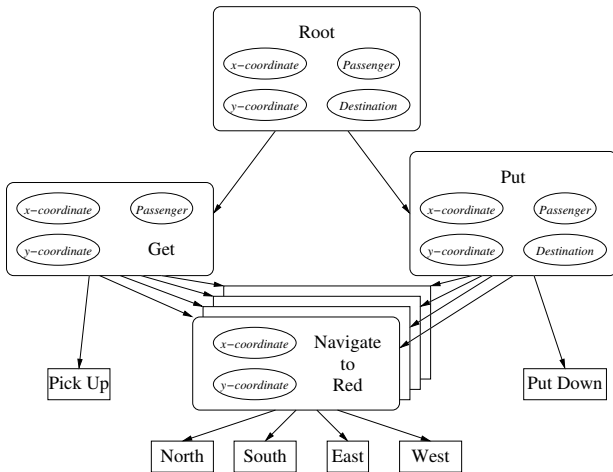 Root
x−coordinate
Passenger
y−coordinate
Destination
Put
x−coordinate
Passenger
y−coordinate
Destination
x−coordinate
Passenger
y−coordinate
Get
x−coordinate
Navigate
to
Red
y−coordinate
Pick Up
Put Down
North
South
East
West